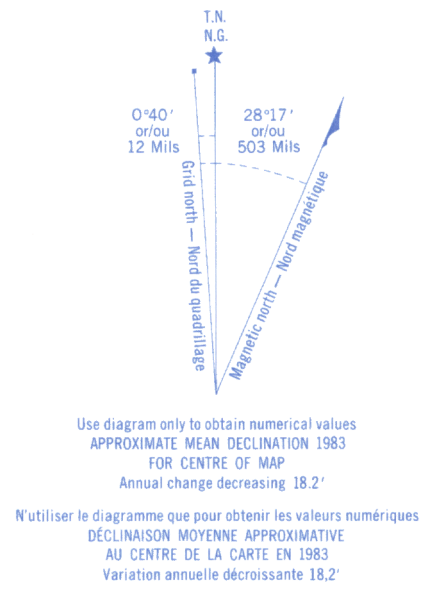 T.N.
N.G.
0°40′
or/ou
12 Mils
28°17′
or/ou
503 Mils
Grid north — Nord du quadrillage
Magnetic north — Nord magnétique
Use diagram only to obtain numerical values
APPROXIMATE MEAN DECLINATION 1983
FOR CENTRE OF MAP
Annual change decreasing 18.2′
N'utiliser le diagramme que pour obtenir les valeurs numériques
DÉCLINAISON MOYENNE APPROXIMATIVE
AU CENTRE DE LA CARTE EN 1983
Variation annuelle décroissante 18,2′